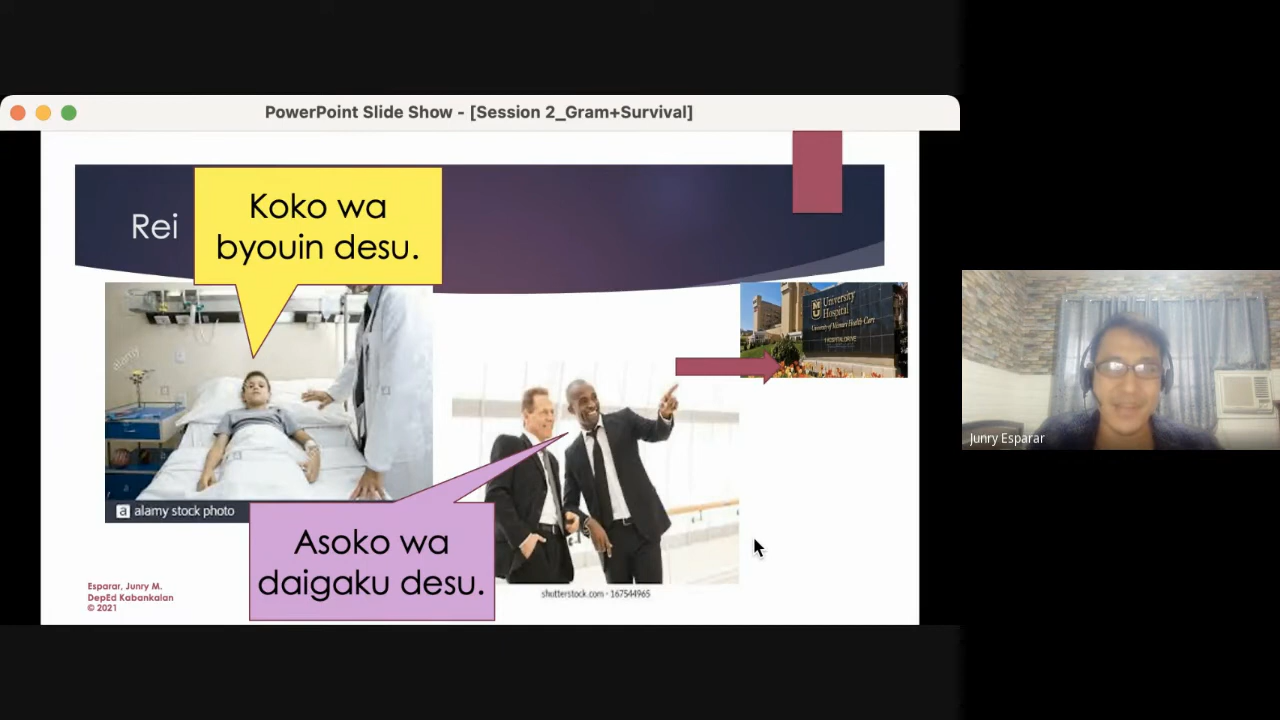 PowerPoint Slide Show - [Session 2_Gram+Survival]
Rei
Koko wa
byouin desu.
alamy
a alamy stock photo
University
Hospital
Asoko wa
daigaku desu.
shutterstock.com · 167544965
Esparar, Junry M.
DepEd Kabankalan
© 2021
Junry Esparar